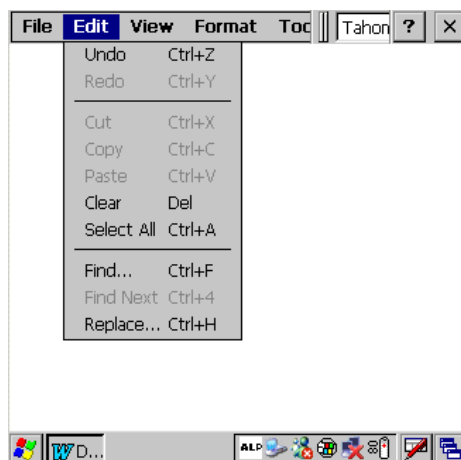 File Edit View Format Toc Tahon ? ×
Undo Ctrl+Z
Redo Ctrl+Y
Cut Ctrl+X
Copy Ctrl+C
Paste Ctrl+V
Clear Del
Select All Ctrl+A
Find... Ctrl+F
Find Next Ctrl+4
Replace... Ctrl+H
W D... ALP